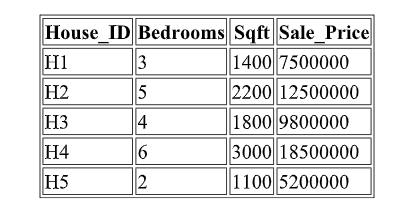 House_ID Bedrooms Sqft Sale_Price
H1 3 1400 7500000
H2 5 2200 12500000
H3 4 1800 9800000
H4 6 3000 18500000
H5 2 1100 5200000